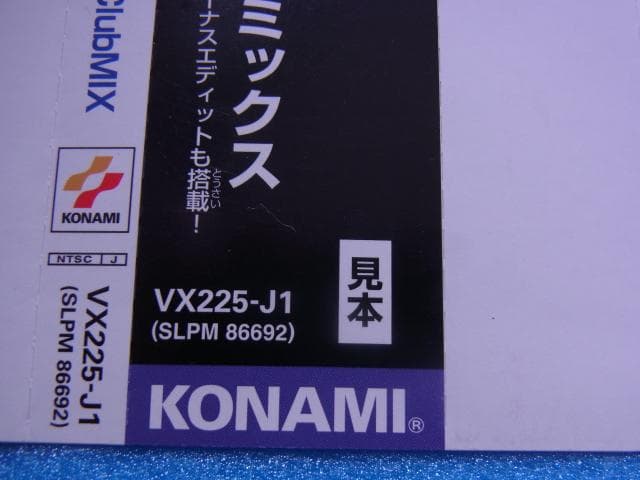 ClubMIX
KONAMI
NTSC J
VX225-J1
(SLPM 86692)
ミックス
ーナスエディットも搭載!
とうさい
VX225-J1
(SLPM 86692)
見本
KONAMI®